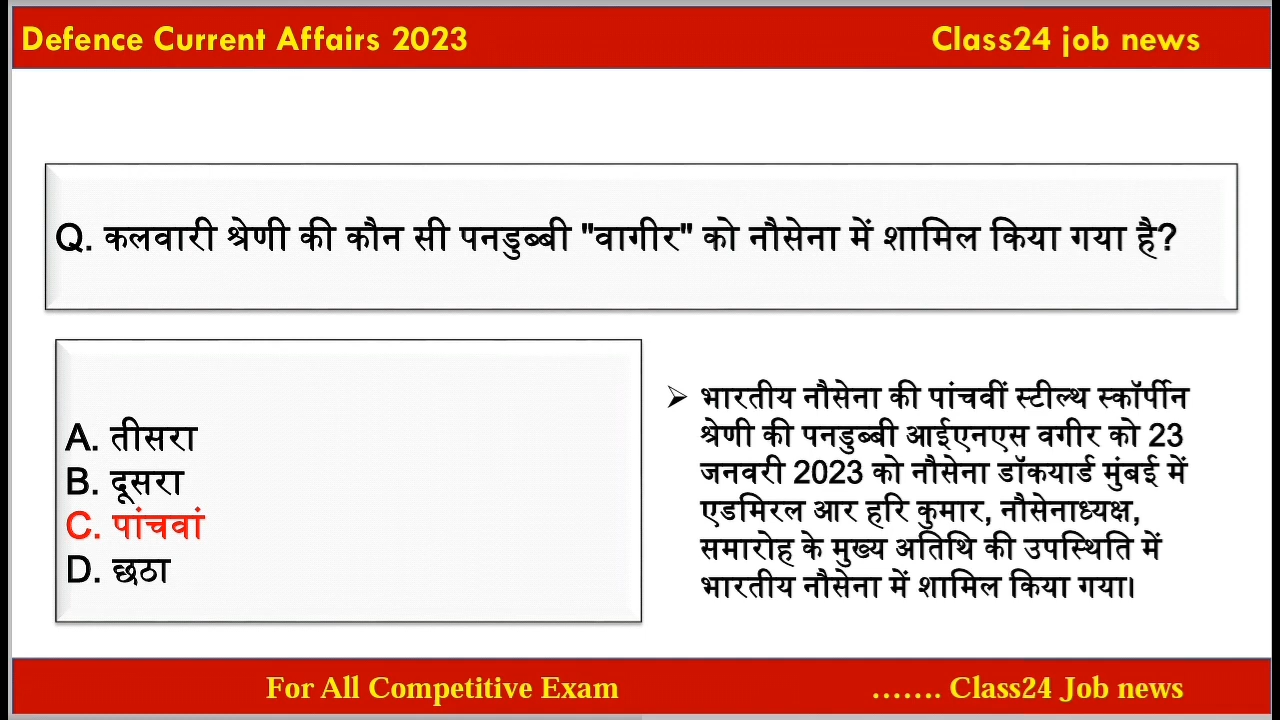 Defence Current Affairs 2023 Class24 job news
Q. कलवारी श्रेणी की कौन सी पनडुब्बी "वागीर" को नौसेना में शामिल किया गया है?
A. तीसरा
B. दूसरा
C. पांचवां
D. छठा
➢ भारतीय नौसेना की पांचवीं स्टील्थ स्कॉर्पीन
श्रेणी की पनडुब्बी आईएनएस वगीर को 23
जनवरी 2023 को नौसेना डॉकयार्ड मुंबई में
एडमिरल आर हरि कुमार, नौसेनाध्यक्ष,
समारोह के मुख्य अतिथि की उपस्थिति में
भारतीय नौसेना में शामिल किया गया।
For All Competitive Exam ....... Class24 Job news